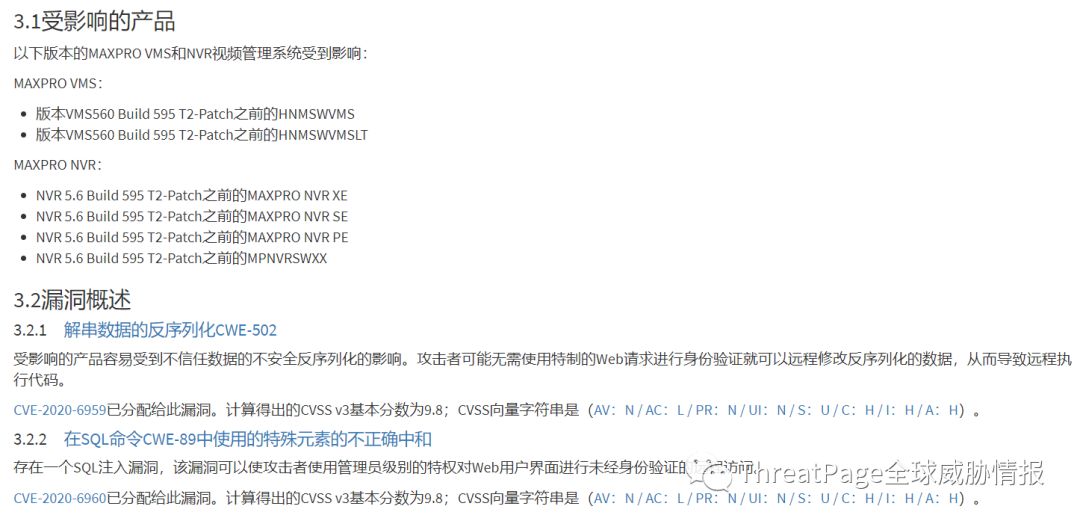 3.1受影响的产品
以下版本的MAXPRO VMS和NVR视频管理系统受到影响：
MAXPRO VMS：
• 版本VMS560 Build 595 T2-Patch之前的HNMSWVMS
• 版本VMS560 Build 595 T2-Patch之前的HNMSWVMSLT
MAXPRO NVR：
• NVR 5.6 Build 595 T2-Patch之前的MAXPRO NVR XE
• NVR 5.6 Build 595 T2-Patch之前的MAXPRO NVR SE
• NVR 5.6 Build 595 T2-Patch之前的MAXPRO NVR PE
• NVR 5.6 Build 595 T2-Patch之前的MPNVRSWXX
3.2漏洞概述
3.2.1 解串数据的反序列化CWE-502
受影响的产品容易受到不信任数据的不安全反序列化的影响。攻击者可能无需使用特制的Web请求进行身份验证就可以远程修改反序列化的数据，从而导致远程执
行代码。
CVE-2020-6959已分配给此漏洞。计算得出的CVSS v3基本分数为9.8；CVSS向量字符串是（AV：N / AC：L / PR：N / UI：N / S：U / C：H / I：H / A：H）。
3.2.2 在SQL命令CWE-89中使用的特殊元素的不正确中和
存在一个SQL注入漏洞，该漏洞可以使攻击者使用管理员级别的特权对Web用户界面进行未经身份验证的访问。
ThreatPage全球威胁情报
CVE-2020-6960已分配给此漏洞。计算得出的CVSS v3基本分数为9.8；CVSS向量字符串是（AV：N / AC：L / PR：N / UI：N / S：U / C：H / I：H / A：H）。